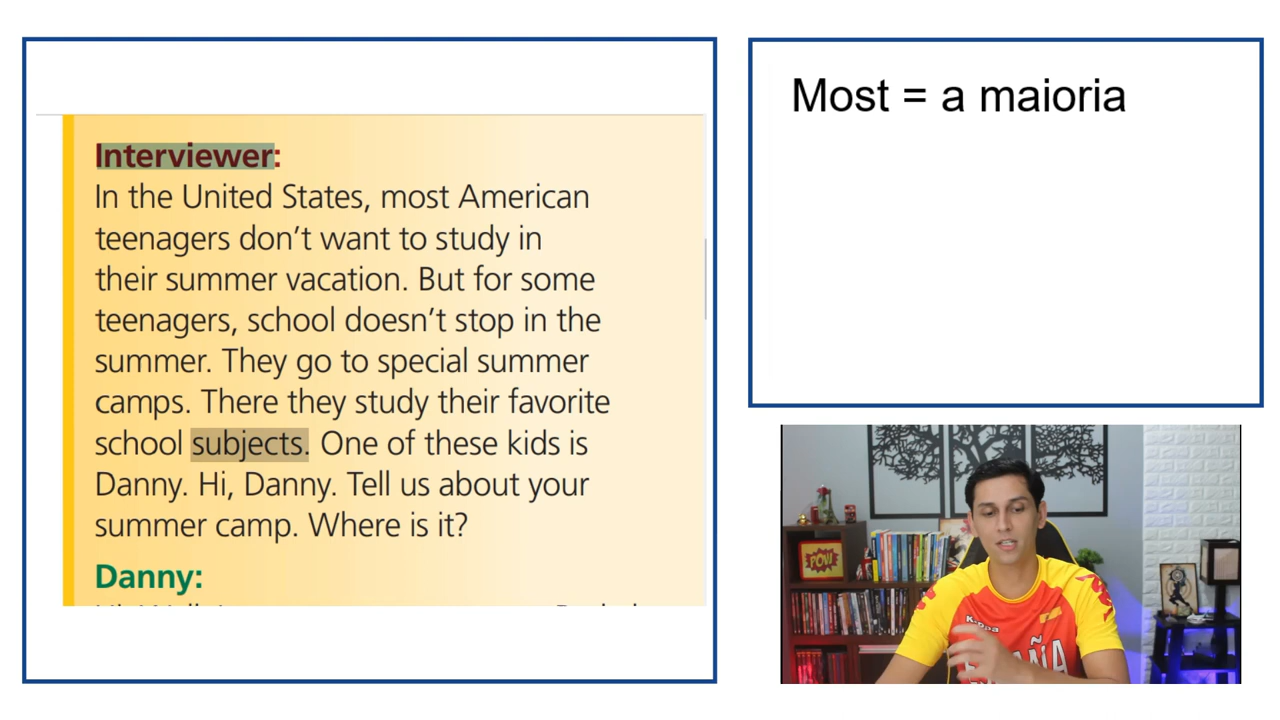 Interviewer:
In the United States, most American
teenagers don't want to study in
their summer vacation. But for some
teenagers, school doesn't stop in the
summer. They go to special summer
camps. There they study their favorite
school subjects. One of these kids is
Danny. Hi, Danny. Tell us about your
summer camp. Where is it?
Danny:
Most = a maioria
POW
Kappa